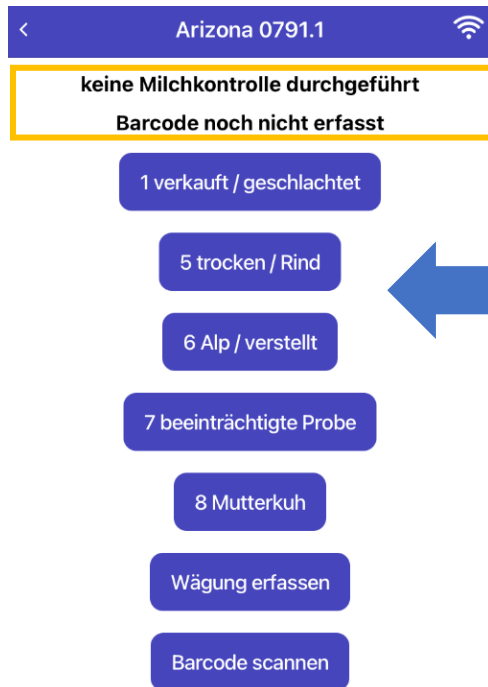 Arizona 0791.1
keine Milchkontrolle durchgeführt
Barcode noch nicht erfasst
1 verkauft / geschlachtet
5 trocken / Rind
6 Alp / verstellt
7 beeinträchtigte Probe
8 Mutterkuh
Wägung erfassen
Barcode scannen